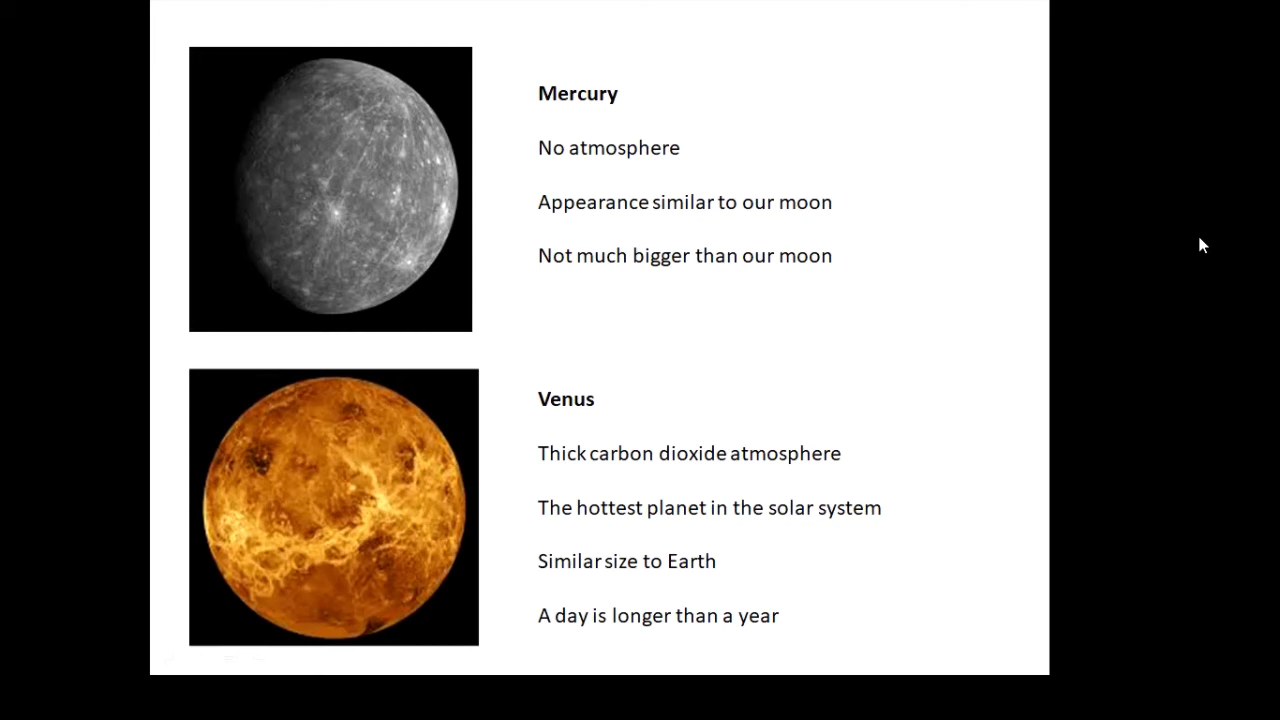 Mercury
No atmosphere
Appearance similar to our moon
Not much bigger than our moon
Venus
Thick carbon dioxide atmosphere
The hottest planet in the solar system
Similar size to Earth
A day is longer than a year